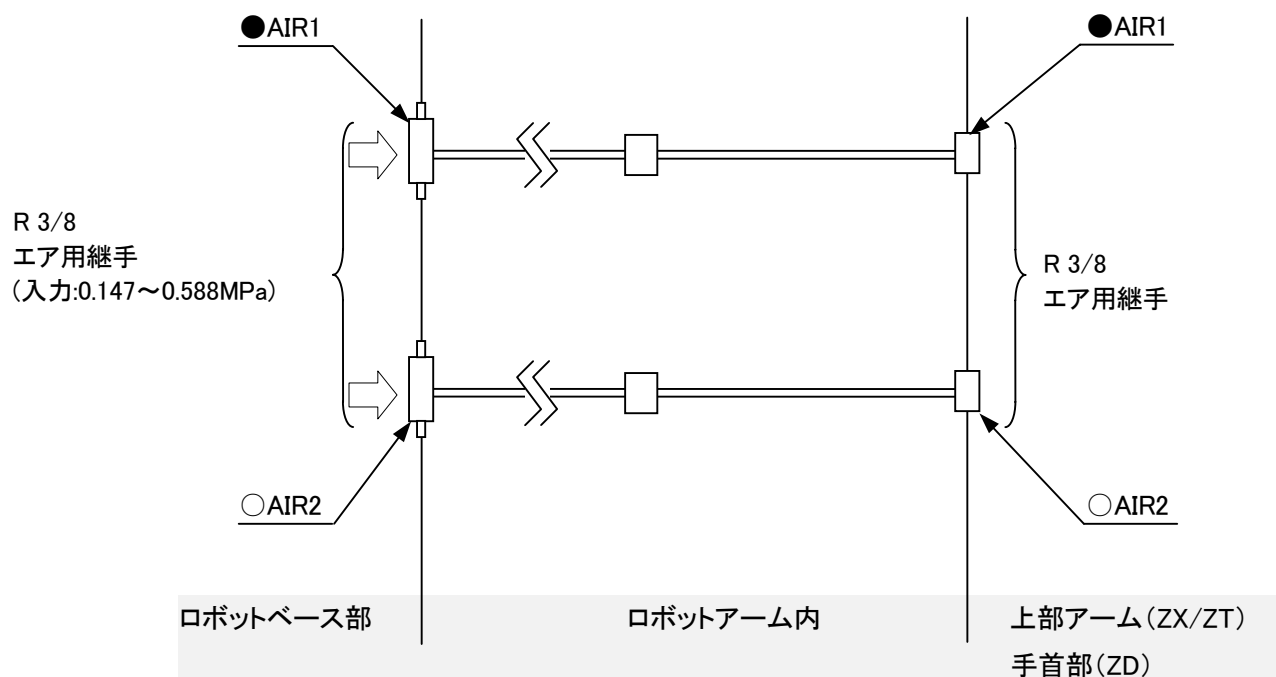 ●AIR1
●AIR1
R 3/8
エア用継手
(入力:0.147～0.588MPa)
R 3/8
エア用継手
○AIR2
○AIR2
ロボットベース部
ロボットアーム内
上部アーム(ZX/ZT)
手首部(ZD)